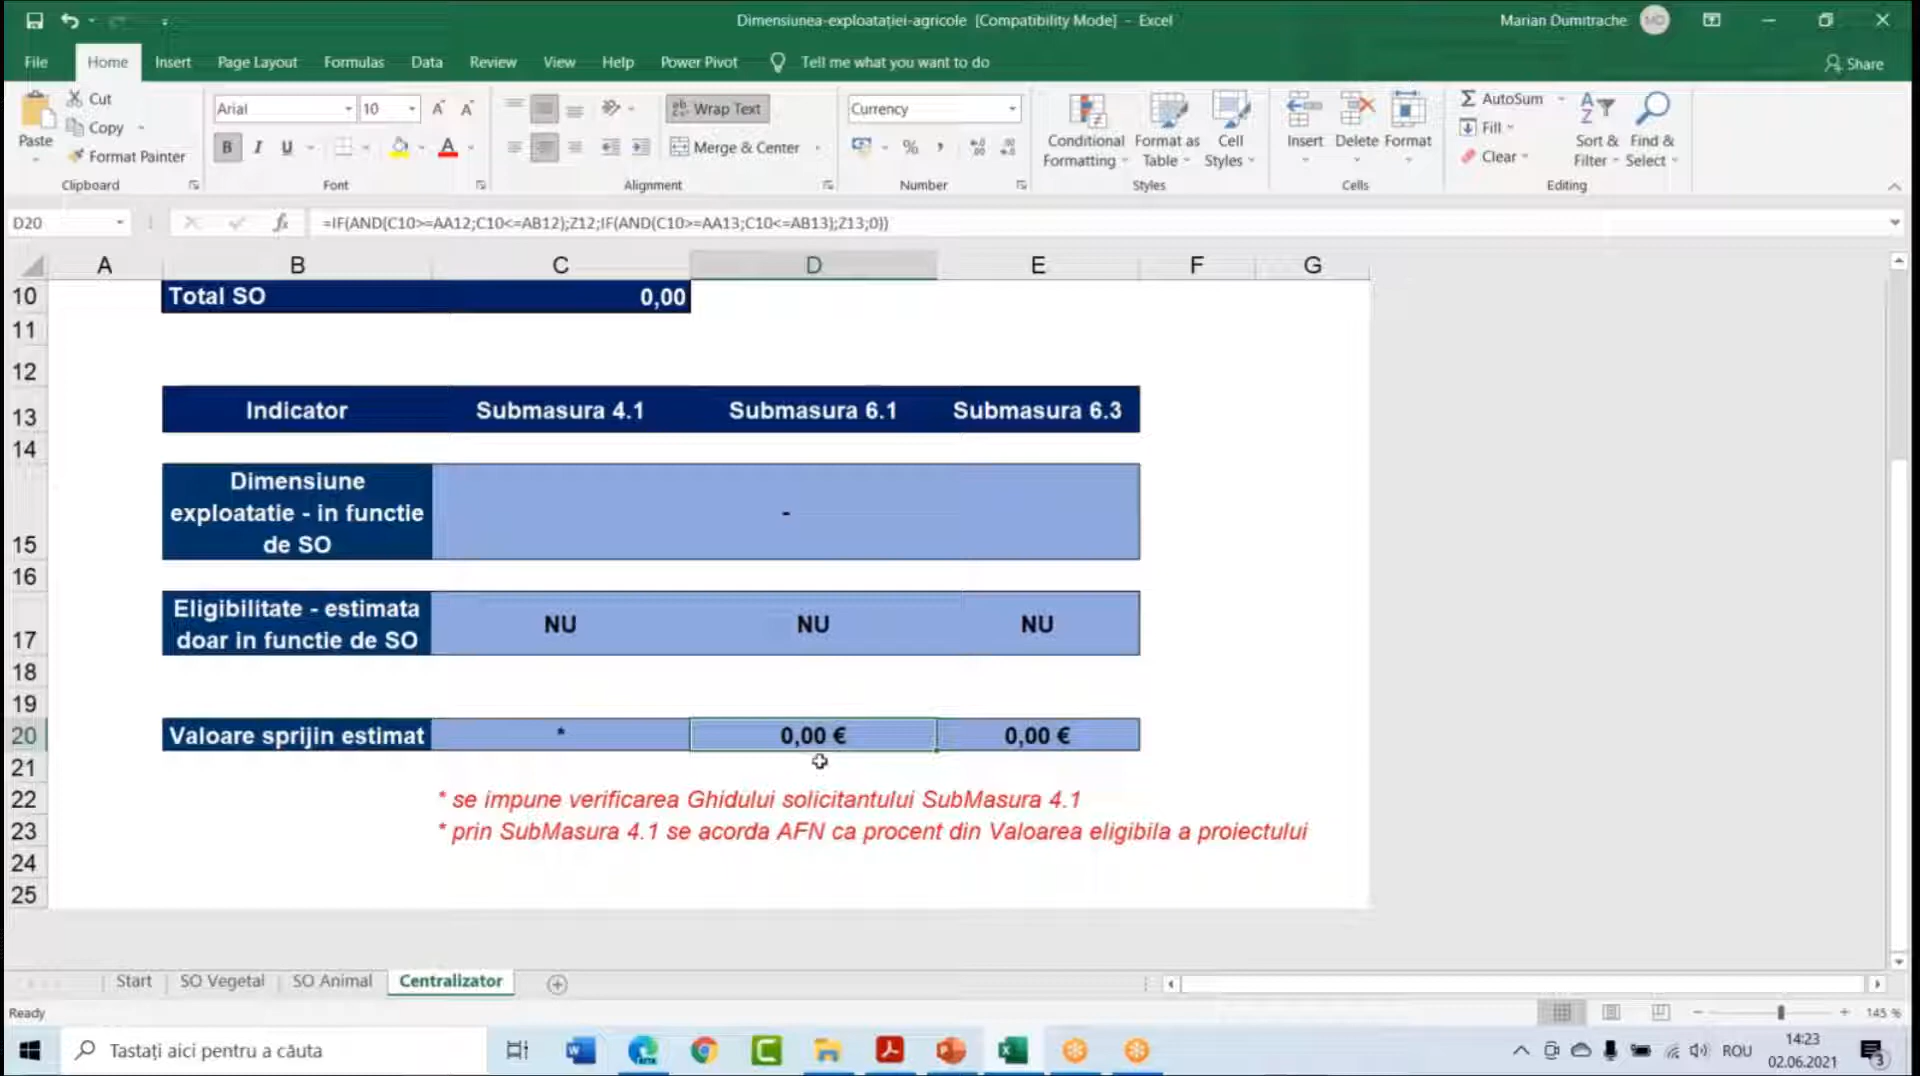 Dimensiunea-exploatației-agricole [Compatibility Mode] - Excel
Marian Dumitrache
MD
File Home Insert Page Layout Formulas Data Review View Help Power Pivot Tell me what you want to do
Share
Paste
Cut
Copy
Format Painter
Clipboard
Arial 10
B I U
Font
Wrap Text
Merge & Center
Alignment
Currency
%
Number
Conditional Formatting
Format as Table
Cell Styles
Styles
Insert Delete Format
Cells
AutoSum
Fill
Clear
Sort & Filter
Find & Select
Editing
D20
=IF(AND(C10>=AA12;C10<=AB12);Z12;IF(AND(C10>=AA13;C10<=AB13);Z13;0))
A B C D E F G
10 Total SO 0,00
11
12
13 Indicator Submasura 4.1 Submasura 6.1 Submasura 6.3
14
Dimensiune
exploatatie - in functie -
15 de SO
16
Eligibilitate - estimata
NU NU NU
17 doar in functie de SO
18
19
20 Valoare sprijin estimat * 0,00 € 0,00 €
21
22 * se impune verificarea Ghidului solicitantului SubMasura 4.1
23 * prin SubMasura 4.1 se acorda AFN ca procent din Valoarea eligibila a proiectului
24
25
Start SO Vegetal SO Animal Centralizator
Ready
145 %
Tastați aici pentru a căuta
ROU
14:23
02.06.2021
3